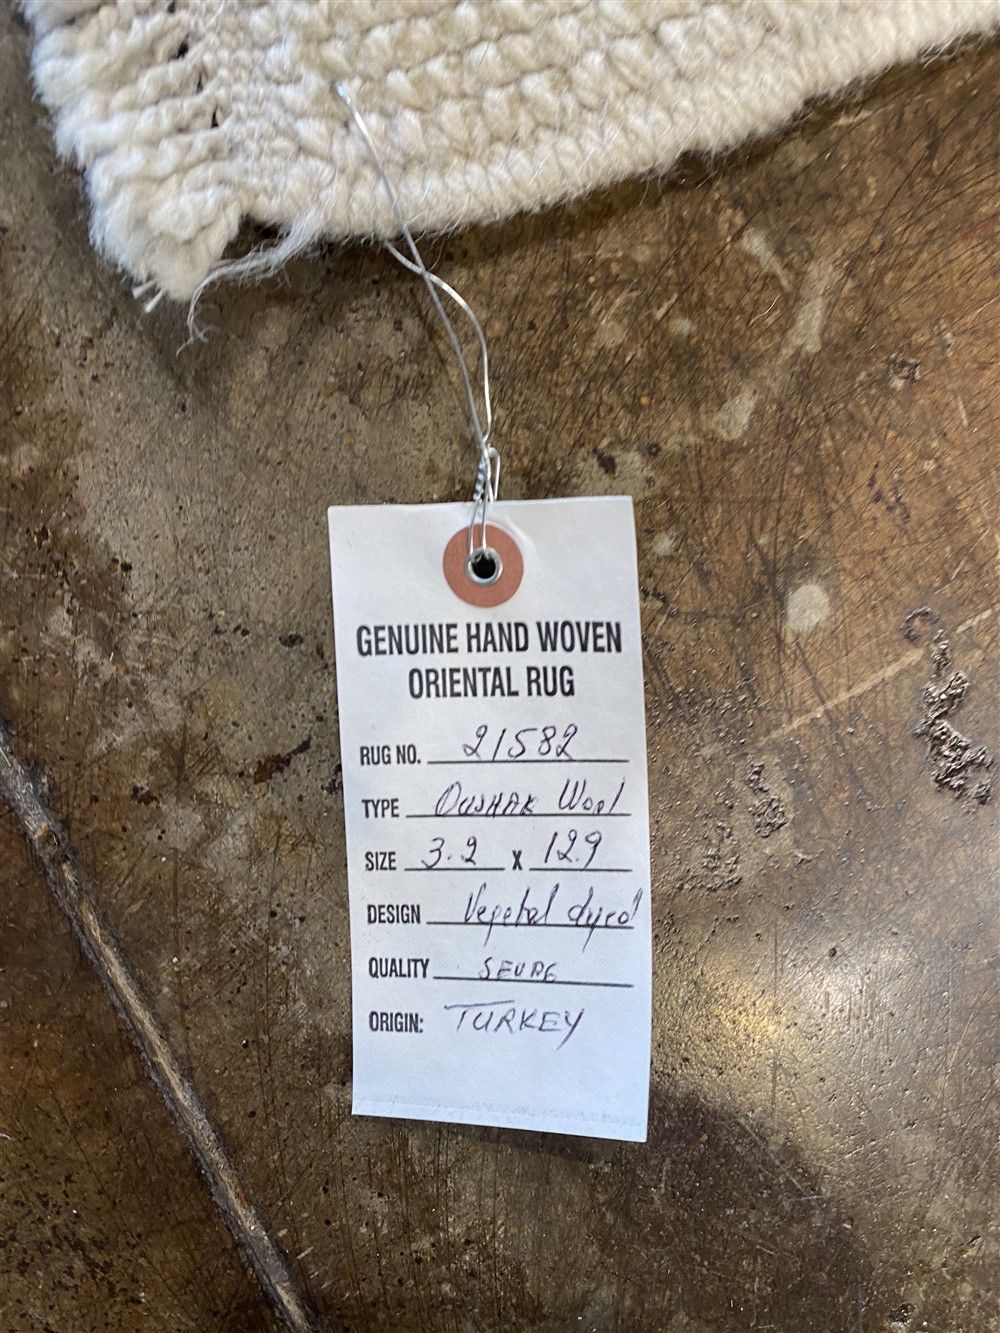 GENUINE HAND WOVEN
ORIENTAL RUG
RUG NO. 21582
TYPE OUSHAK Wool
SIZE 3.2 X 12.9
DESIGN Vegetal dyed
QUALITY
ORIGIN: TURKEY